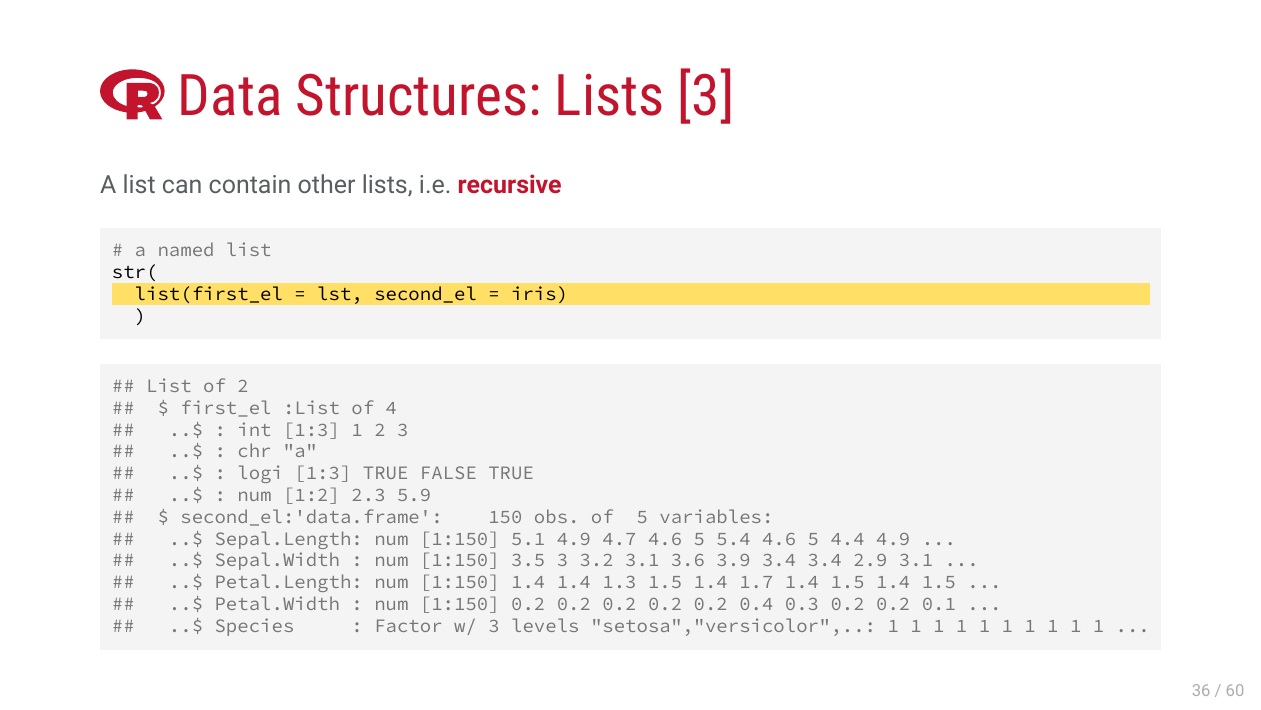 R Data Structures: Lists [3]
A list can contain other lists, i.e. recursive
# a named list
str(
  list(first_el = lst, second_el = iris)
  )
## List of 2
##  $ first_el :List of 4
##   ..$ : int [1:3] 1 2 3
##   ..$ : chr "a"
##   ..$ : logi [1:3] TRUE FALSE TRUE
##   ..$ : num [1:2] 2.3 5.9
##  $ second_el:'data.frame':    150 obs. of  5 variables:
##   ..$ Sepal.Length: num [1:150] 5.1 4.9 4.7 4.6 5 5.4 4.6 5 4.4 4.9 ...
##   ..$ Sepal.Width : num [1:150] 3.5 3 3.2 3.1 3.6 3.9 3.4 3.4 2.9 3.1 ...
##   ..$ Petal.Length: num [1:150] 1.4 1.4 1.3 1.5 1.4 1.7 1.4 1.5 1.4 1.5 ...
##   ..$ Petal.Width : num [1:150] 0.2 0.2 0.2 0.2 0.2 0.4 0.3 0.2 0.2 0.1 ...
##   ..$ Species     : Factor w/ 3 levels "setosa","versicolor",..: 1 1 1 1 1 1 1 1 1 1 ...
36 / 60